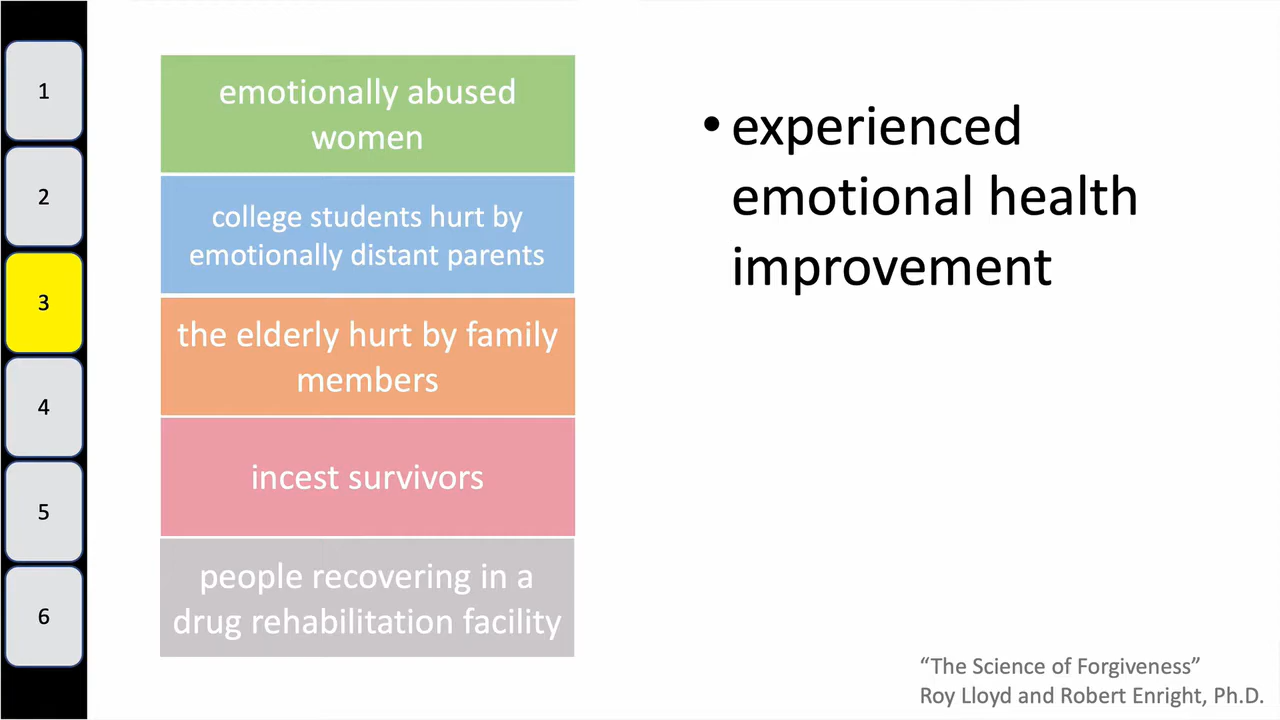 1
2
3
4
5
6
emotionally abused
women
college students hurt by
emotionally distant parents
the elderly hurt by family
members
incest survivors
people recovering in a
drug rehabilitation facility
• experienced
emotional health
improvement
“The Science of Forgiveness”
Roy Lloyd and Robert Enright, Ph.D.